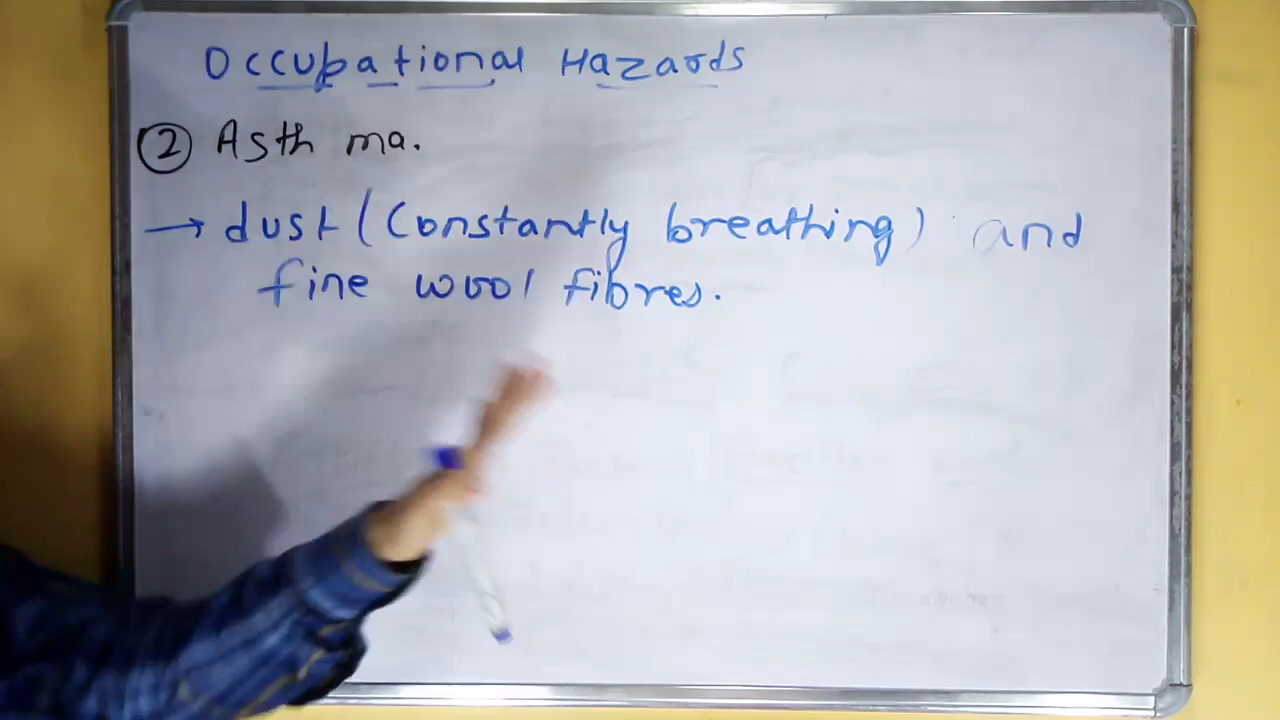 Occupational Hazards
② Asthma.
→ dust (Constantly breathing) and
fine wool fibres.